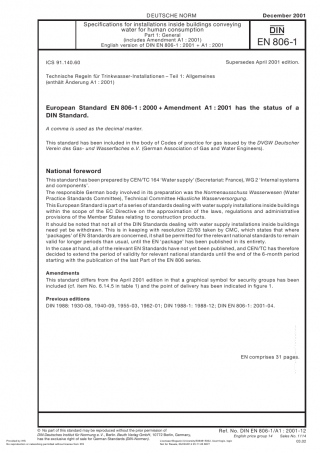 DEUTSCHE NORM
December 2001
Specifications for installations inside buildings conveying
water for human consumption
Part 1: General
(includes Amendment A1 : 2001)
English version of DIN EN 806-1 : 2000 + A1 : 2001
DIN
EN 806-1
ICS 91.140.60
Supersedes April 2001 edition.
Technische Regeln für Trinkwasser-Installationen – Teil 1: Allgemeines
(enthält Änderung A1 : 2001)
European Standard EN 806-1 : 2000 + Amendment A1 : 2001 has the status of a
DIN Standard.
A comma is used as the decimal marker.
This standard has been included in the body of Codes of practice for gas issued by the DVGW Deutscher
Verein des Gas- und Wasserfaches e.V. (German Association of Gas and Water Engineers).
National foreword
This standard has been prepared by CEN/TC 164 'Water supply' (Secretariat: France), WG 2 'Internal systems
and components'.
The responsible German body involved in its preparation was the Normenausschuss Wasserwesen (Water
Practice Standards Committee), Technical Committee Häusliche Wasserversorgung.
This European Standard is part of a series of standards dealing with water supply installations inside buildings
within the scope of the EC Directive on the approximation of the laws, regulations and administrative
provisions of the Member States relating to construction products.
It should be noted that not all of the DIN Standards dealing with water supply installations inside buildings
need yet be withdrawn. This is in keeping with resolution 22/93 taken by CMC, which states that where
'packages' of EN Standards are concerned, it shall be permitted for the relevant national standards to remain
valid for longer periods than usual, until the EN 'package' has been published in its entirety.
In the case at hand, all of the relevant EN Standards have not yet been published, and CEN/TC has therefore
decided to extend the period of validity for relevant national standards until the end of the 6-month period
starting with the publication of the last Part of the EN 806 series.
Amendments
This standard differs from the April 2001 edition in that a graphical symbol for security groups has been
included (cf. item No. 6.14.5 in table 1) and the point of delivery has been indicated in figure 1.
Previous editions
DIN 1988: 1930-08, 1940-09, 1955-03, 1962-01; DIN 1988-1: 1988-12; DIN EN 806-1: 2001-04.
EN comprises 31 pages.
© No part of this standard may be reproduced without the prior permission of
DIN Deutsches Institut für Normung e. V., Berlin. Beuth Verlag GmbH, 10772 Berlin, Germany,
has the exclusive right of sale for German Standards (DIN-Normen).
Ref. No. DIN EN 806-1/A1 : 2001-12
English price group 14 Sales No. 1114
03.03